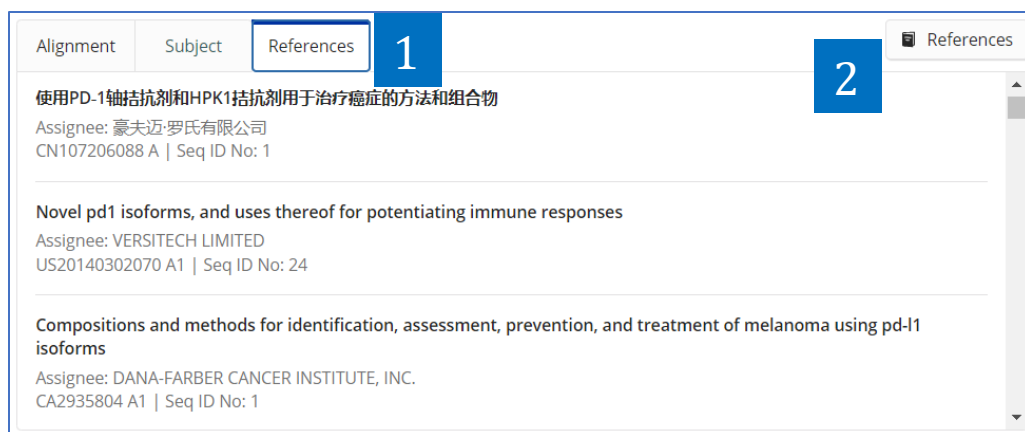 Alignment
Subject
References
1
2
References
使用PD-1轴拮抗剂和HPK1拮抗剂用于治疗癌症的方法和组合物
Assignee: 豪夫迈·罗氏有限公司
CN107206088 A | Seq ID No: 1
Novel pd1 isoforms, and uses thereof for potentiating immune responses
Assignee: VERSITECH LIMITED
US20140302070 A1 | Seq ID No: 24
Compositions and methods for identification, assessment, prevention, and treatment of melanoma using pd-l1
isoforms
Assignee: DANA-FARBER CANCER INSTITUTE, INC.
CA2935804 A1 | Seq ID No: 1